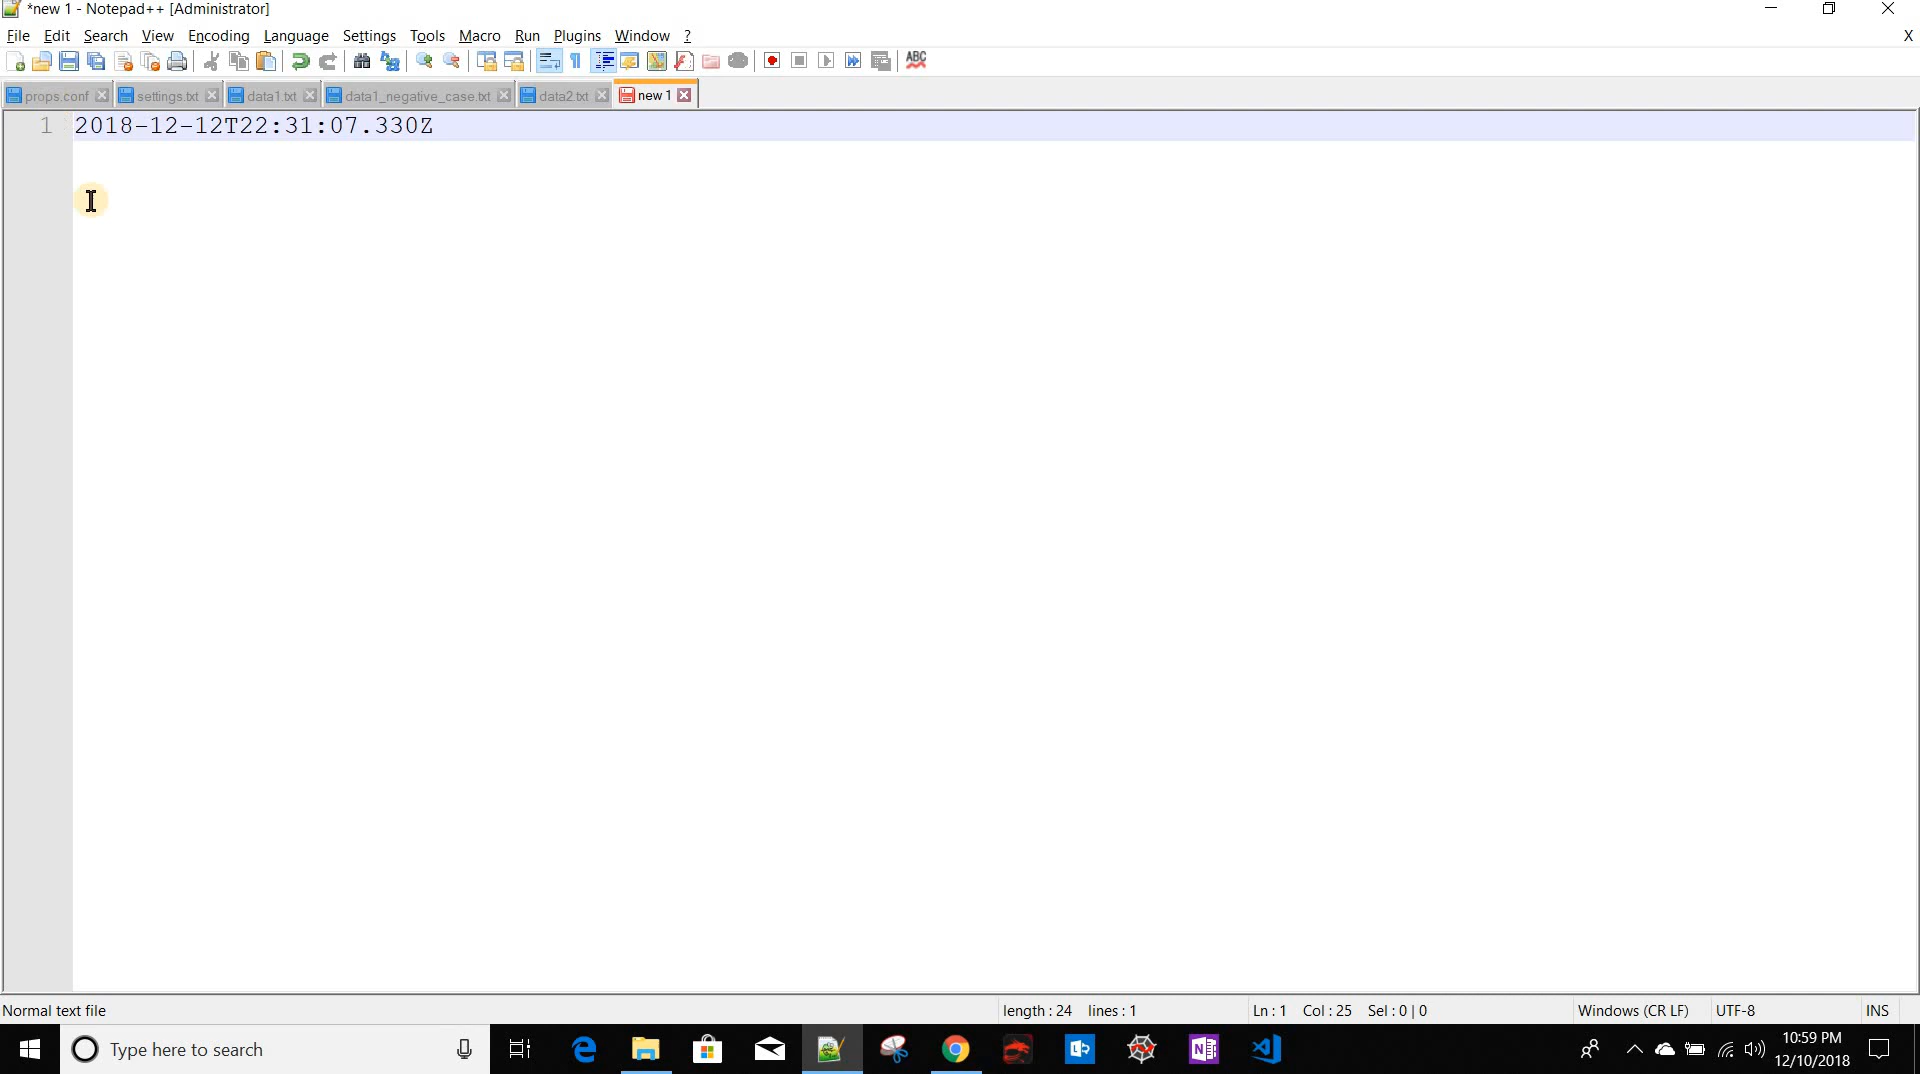 *new 1 - Notepad++ [Administrator]
File Edit Search View Encoding Language Settings Tools Macro Run Plugins Window ? X
ABC
props.conf settings.txt data1.txt data1_negative_case.txt data2.txt new 1
1 2018-12-12T22:31:07.330Z
Normal text file length : 24 lines : 1 Ln : 1 Col : 25 Sel : 0 | 0 Windows (CR LF) UTF-8 INS
Type here to search
10:59 PM
12/10/2018